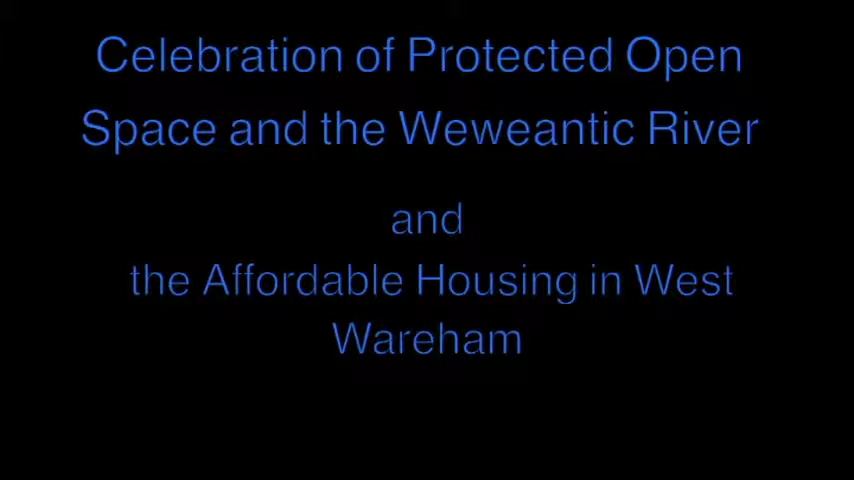 Celebration of Protected Open
Space and the Weweantic River
and
the Affordable Housing in West
Wareham